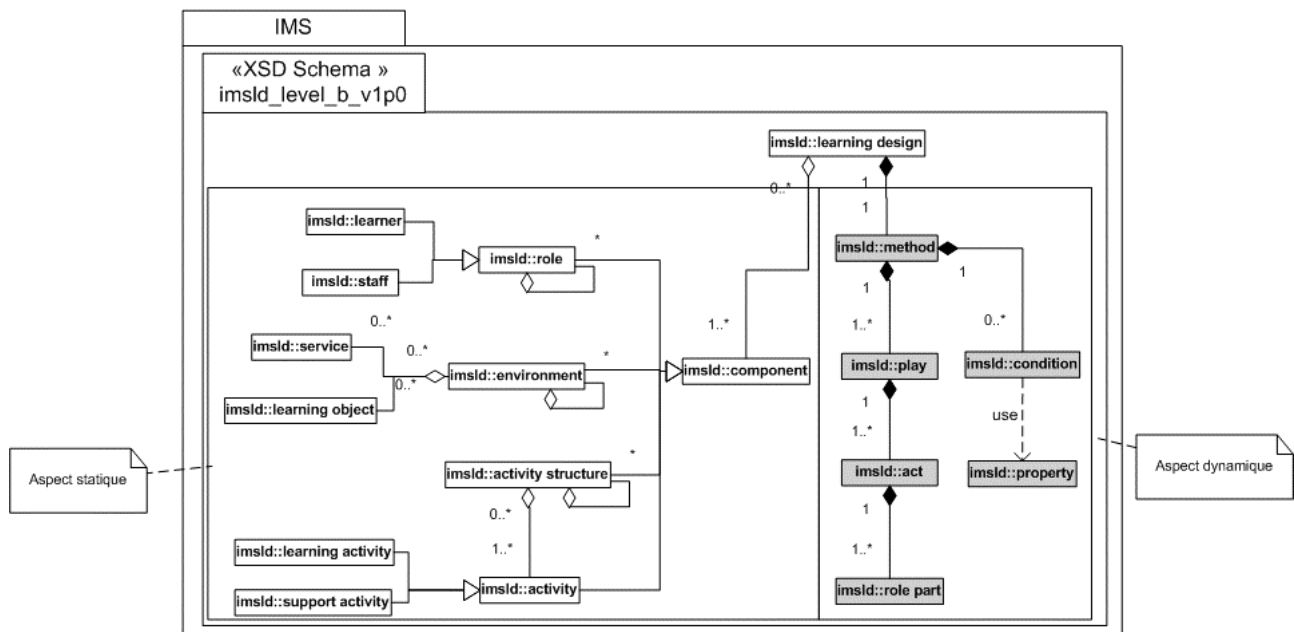 IMS
«XSD Schema »
imsld_level_b_v1p0
imsld::learning design
0..*
1
1
imsld::learner
imsld::method
*
imsld::role
1
1
imsld::staff
0..*
1..*
1..*
0..*
imsld::service
0..*
*
imsld::play
imsld::condition
imsld::environment
imsld::component
0..*
1
use
imsld::learning object
1..*
*
Aspect statique
imsld::activity structure
imsld::act
imsld::property
Aspect dynamique
0..*
1
1..*
1..*
imsld::learning activity
imsld::activity
imsld::role part
imsld::support activity